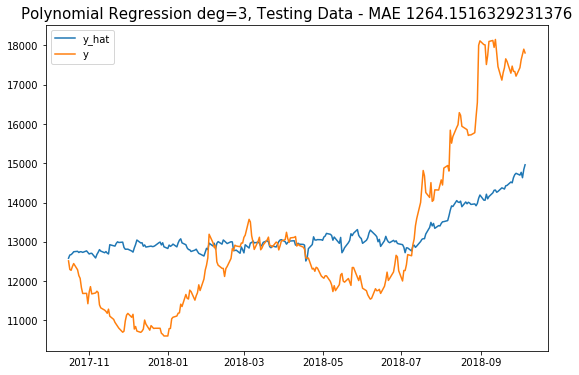 Polynomial Regression deg=3, Testing Data - MAE 1264.1516329231376
y_hat
y
18000
17000
16000
15000
14000
13000
12000
11000
2017-11 2018-01 2018-03 2018-05 2018-07 2018-09